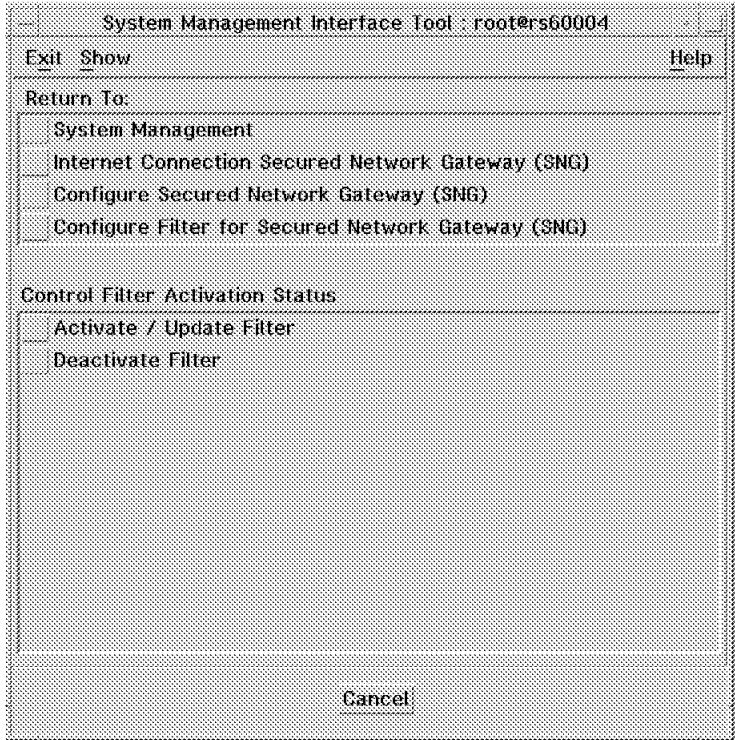 System Management Interface Tool : root@rs60004
Exit Show Help
Return To:
System Management
Internet Connection Secured Network Gateway (SNG)
Configure Secured Network Gateway (SNG)
Configure Filter for Secured Network Gateway (SNG)
Control Filter Activation Status
Activate / Update Filter
Deactivate Filter
Cancel